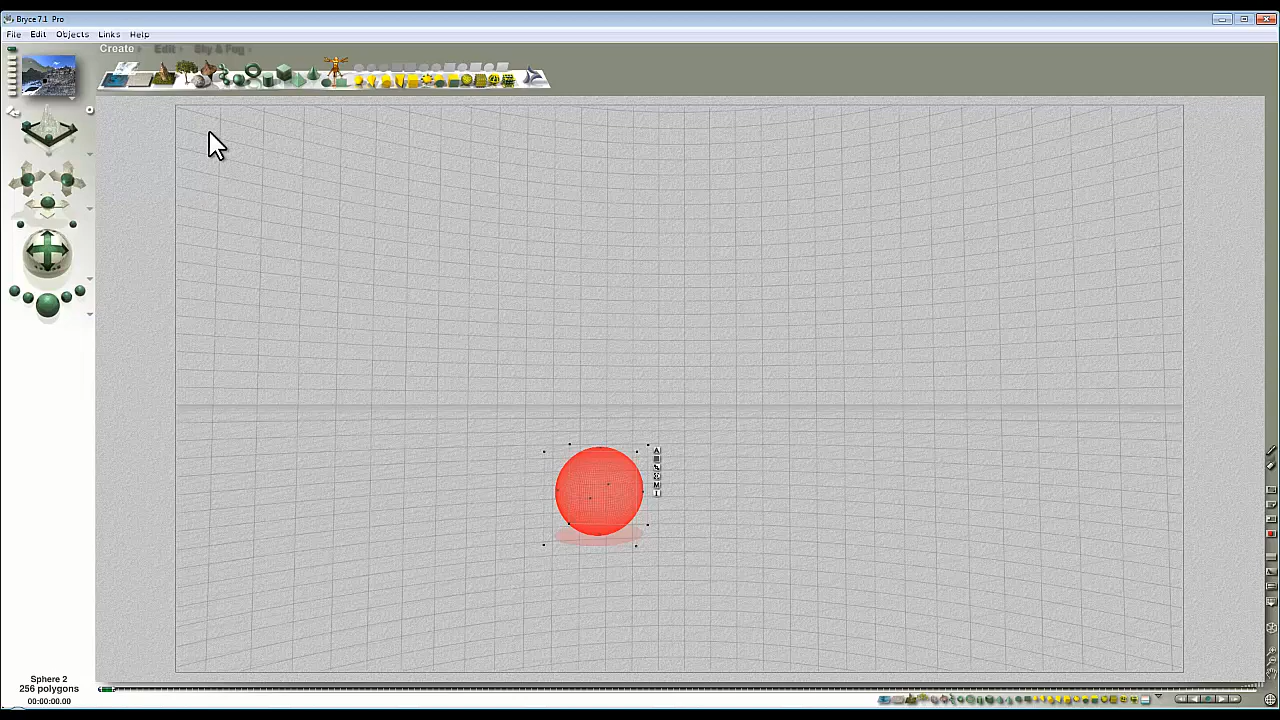 Bryce 7.1 Pro
File Edit Objects Links Help
Create Edit Sky & Fog
A
M
Sphere 2
256 polygons
00:00:00.00